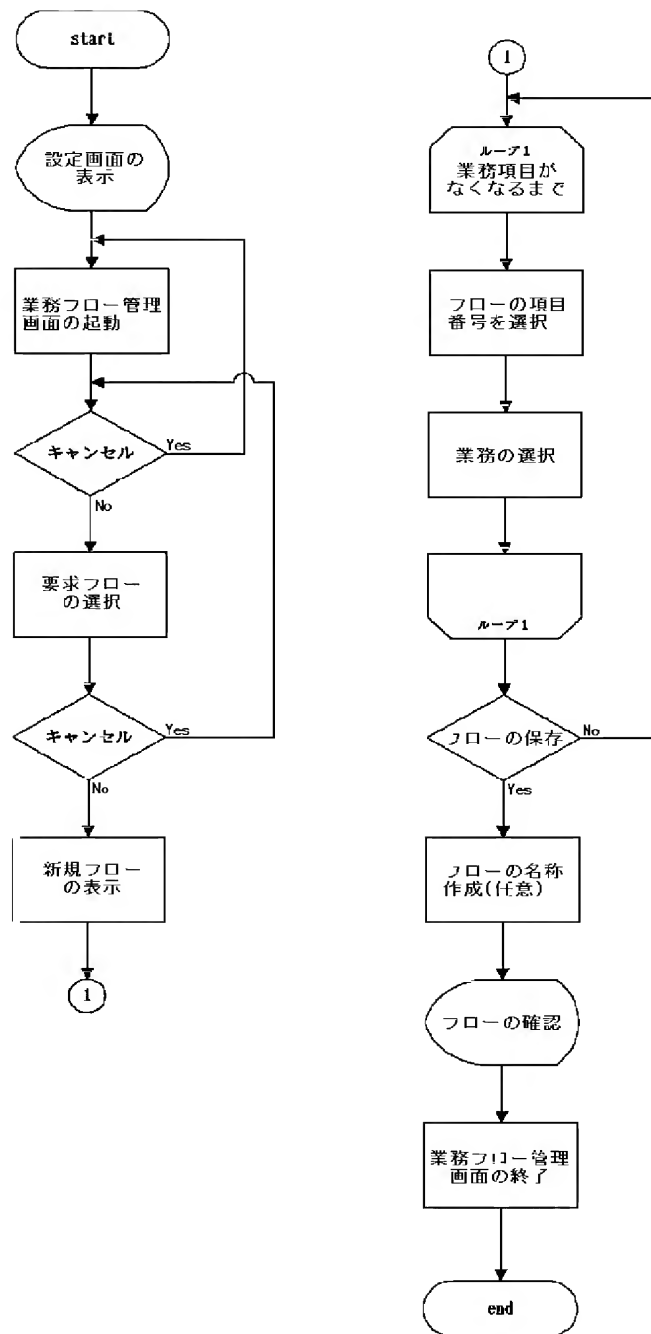 start
設定画面の
表示
業務フロー管理
画面の起動
キャンセル
Yes
No
要求フロー
の選択
キャンセル
Yes
No
新規フロー
の表示
1
1
ループ1
業務項目が
なくなるまで
フローの項目
番号を選択
業務の選択
ループ1
フローの保存
No
Yes
フローの名称
作成(任意)
フローの確認
業務フロー管理
画面の終了
end